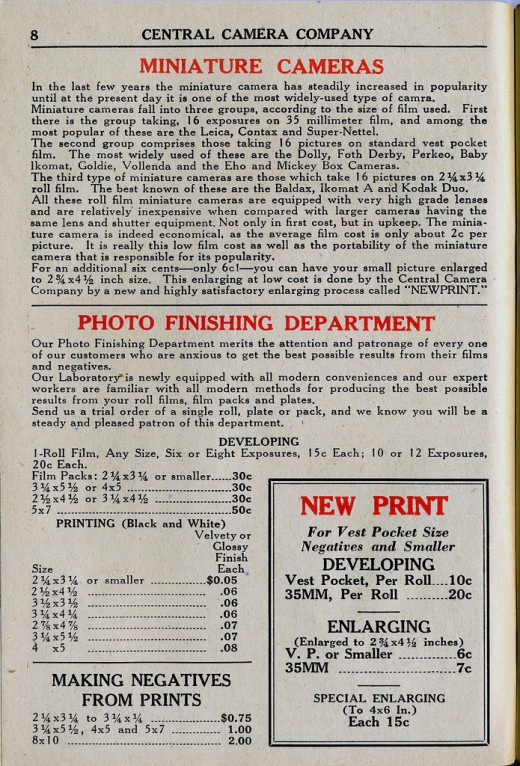 8 CENTRAL CAMERA COMPANY
MINIATURE CAMERAS
In the last few years the miniature camera has steadily increased in popularity
until at the present day it is one of the most widely-used type of camra.
Miniature cameras fall into three groups, according to the size of film used. First
there is the group taking, 16 exposures on 35 millimeter film, and among the
most popular of these are the Leica, Contax and Super-Nettel.
The second group comprises those taking 16 pictures on standard vest pocket
film. The most widely used of these are the Dolly, Foth Derby, Perkeo, Baby
Ikomat, Goldie, Vollenda and the Eho and Mickey Box Cameras.
The third type of miniature cameras are those which take 16 pictures on 2¼x3¼
roll film. The best known of these are the Baldax, Ikomat A and Kodak Duo.
All these roll film miniature cameras are equipped with very high grade lenses
and are relatively inexpensive when compared with larger cameras having the
same lens and shutter equipment. Not only in first cost, but in upkeep. The minia-
ture camera is indeed economical, as the average film cost is only about 2c per
picture. It is really this low film cost as well as the portability of the miniature
camera that is responsible for its popularity.
For an additional six cents—only 6c!—you can have your small picture enlarged
to 2¾x4½ inch size. This enlarging at low cost is done by the Central Camera
Company by a new and highly satisfactory enlarging process called "NEWPRINT."
PHOTO FINISHING DEPARTMENT
Our Photo Finishing Department merits the attention and patronage of every one
of our customers who are anxious to get the best possible results from their films
and negatives.
Our Laboratory is newly equipped with all modern conveniences and our expert
workers are familiar with all modern methods for producing the best possible
results from your roll films, film packs and plates.
Send us a trial order of a single roll, plate or pack, and we know you will be a
steady and pleased patron of this department.
DEVELOPING
1-Roll Film, Any Size, Six or Eight Exposures, 15c Each; 10 or 12 Exposures,
20c Each.
Film Packs: 2¼x3¼ or smaller.....30c
3¼x5½ or 4x5 ..............30c
2½x4½ or 3¼x4½ ..............30c
5x7 ..............50c
PRINTING (Black and White)
Velvety or
Glossy
Finish
Size Each
2¼x3¼ or smaller ..............$0.05
2½x4½ .............. .06
3½x3½ .............. .06
3¼x4¼ .............. .06
2⅞x4⅞ .............. .07
3¼x5½ .............. .07
4 x5 .............. .08
MAKING NEGATIVES
FROM PRINTS
2¼x3¼ to 3¼x¼ ..............$0.75
3¼x5½, 4x5 and 5x7 .......... 1.00
8x10 .............. 2.00
NEW PRINT
For Vest Pocket Size
Negatives and Smaller
DEVELOPING
Vest Pocket, Per Roll....10c
35MM, Per Roll ..........20c
ENLARGING
(Enlarged to 2¾x4½ inches)
V. P. or Smaller ............6c
35MM ..............7c
SPECIAL ENLARGING
(To 4x6 In.)
Each 15c